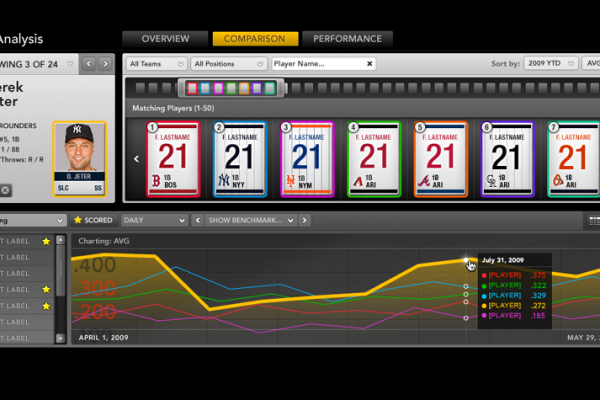 Analysis
OVERVIEW
COMPARISON
PERFORMANCE
WING 3 OF 24
All Teams
All Positions
Player Name...
Sort by:
2009 YTD
AVG
erek
ter
Matching Players (1-50)
ROUNDERS
#5, 1B
1 / 88
Throws: R / R
D. JETER
SLC SS
1
F. LASTNAME
21
1B
BOS
2
F. LASTNAME
21
1B
NYY
3
F. LASTNAME
21
1B
NYM
4
F. LASTNAME
21
1B
ARI
5
F. LASTNAME
21
1B
ARI
6
F. LASTNAME
21
1B
ARI
7
F. LASTNAME
21
1B
ARI
ng
SCORED
DAILY
SHOW BENCHMARK...
T LABEL
T LABEL
T LABEL
T LABEL
T LABEL
T LABEL
T LABEL
Charting: AVG
.400
.300
.200
July 31, 2009
[PLAYER] .375
[PLAYER] .322
[PLAYER] .329
[PLAYER] .272
[PLAYER] .185
APRIL 1, 2009
MAY 29,